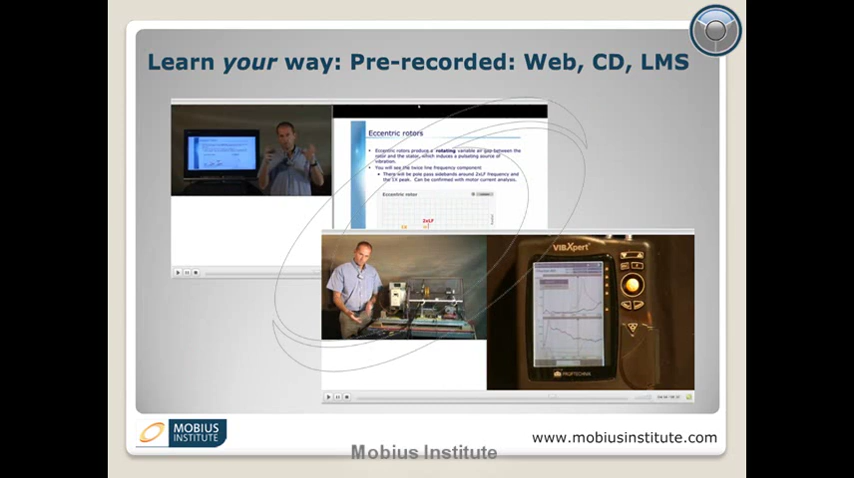 Learn your way: Pre-recorded: Web, CD, LMS
Eccentric rotors
Eccentric rotors produce a rotating variable air gap between the
rotor and the stator, which induces a pulsating source of
vibration.
You will see the twice line frequency component
There will be pole pass sidebands around 2xLF frequency and
the 1X peak. Can be confirmed with motor current analysis.
Eccentric rotor
2xLF
VIBXpert
PRÜFTECHNIK
MOBIUS
INSTITUTE
www.mobiusinstitute.com
Mobius Institute